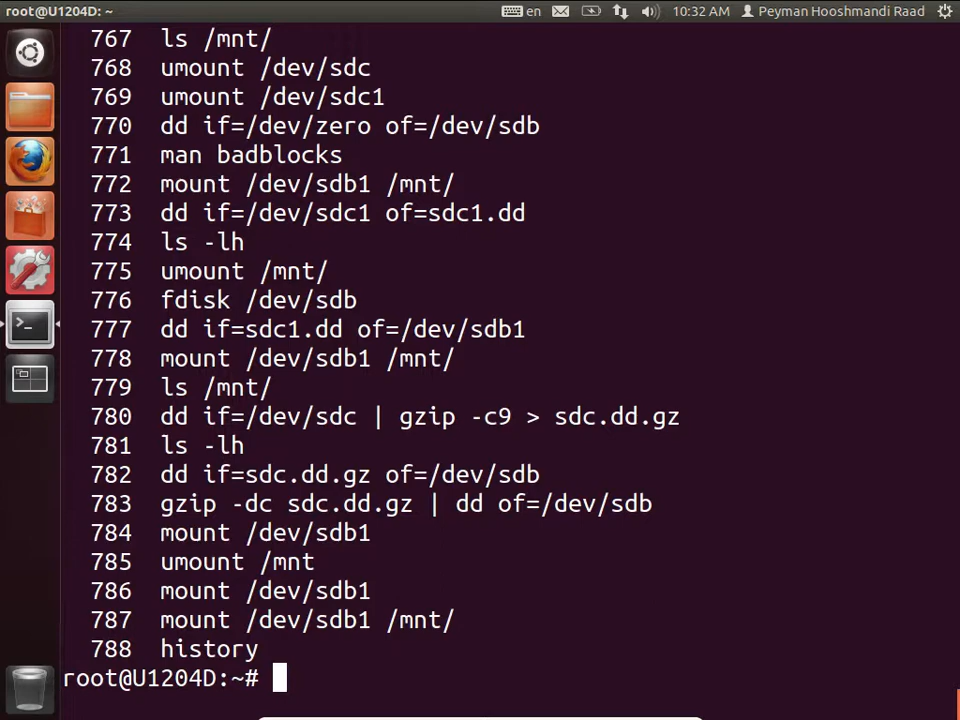 root@U1204D: ~
en
10:32 AM
Peyman Hooshmandi Raad
767 ls /mnt/
768 umount /dev/sdc
769 umount /dev/sdc1
770 dd if=/dev/zero of=/dev/sdb
771 man badblocks
772 mount /dev/sdb1 /mnt/
773 dd if=/dev/sdc1 of=sdc1.dd
774 ls -lh
775 umount /mnt/
776 fdisk /dev/sdb
777 dd if=sdc1.dd of=/dev/sdb1
778 mount /dev/sdb1 /mnt/
779 ls /mnt/
780 dd if=/dev/sdc | gzip -c9 > sdc.dd.gz
781 ls -lh
782 dd if=sdc.dd.gz of=/dev/sdb
783 gzip -dc sdc.dd.gz | dd of=/dev/sdb
784 mount /dev/sdb1
785 umount /mnt
786 mount /dev/sdb1
787 mount /dev/sdb1 /mnt/
788 history
root@U1204D:~#